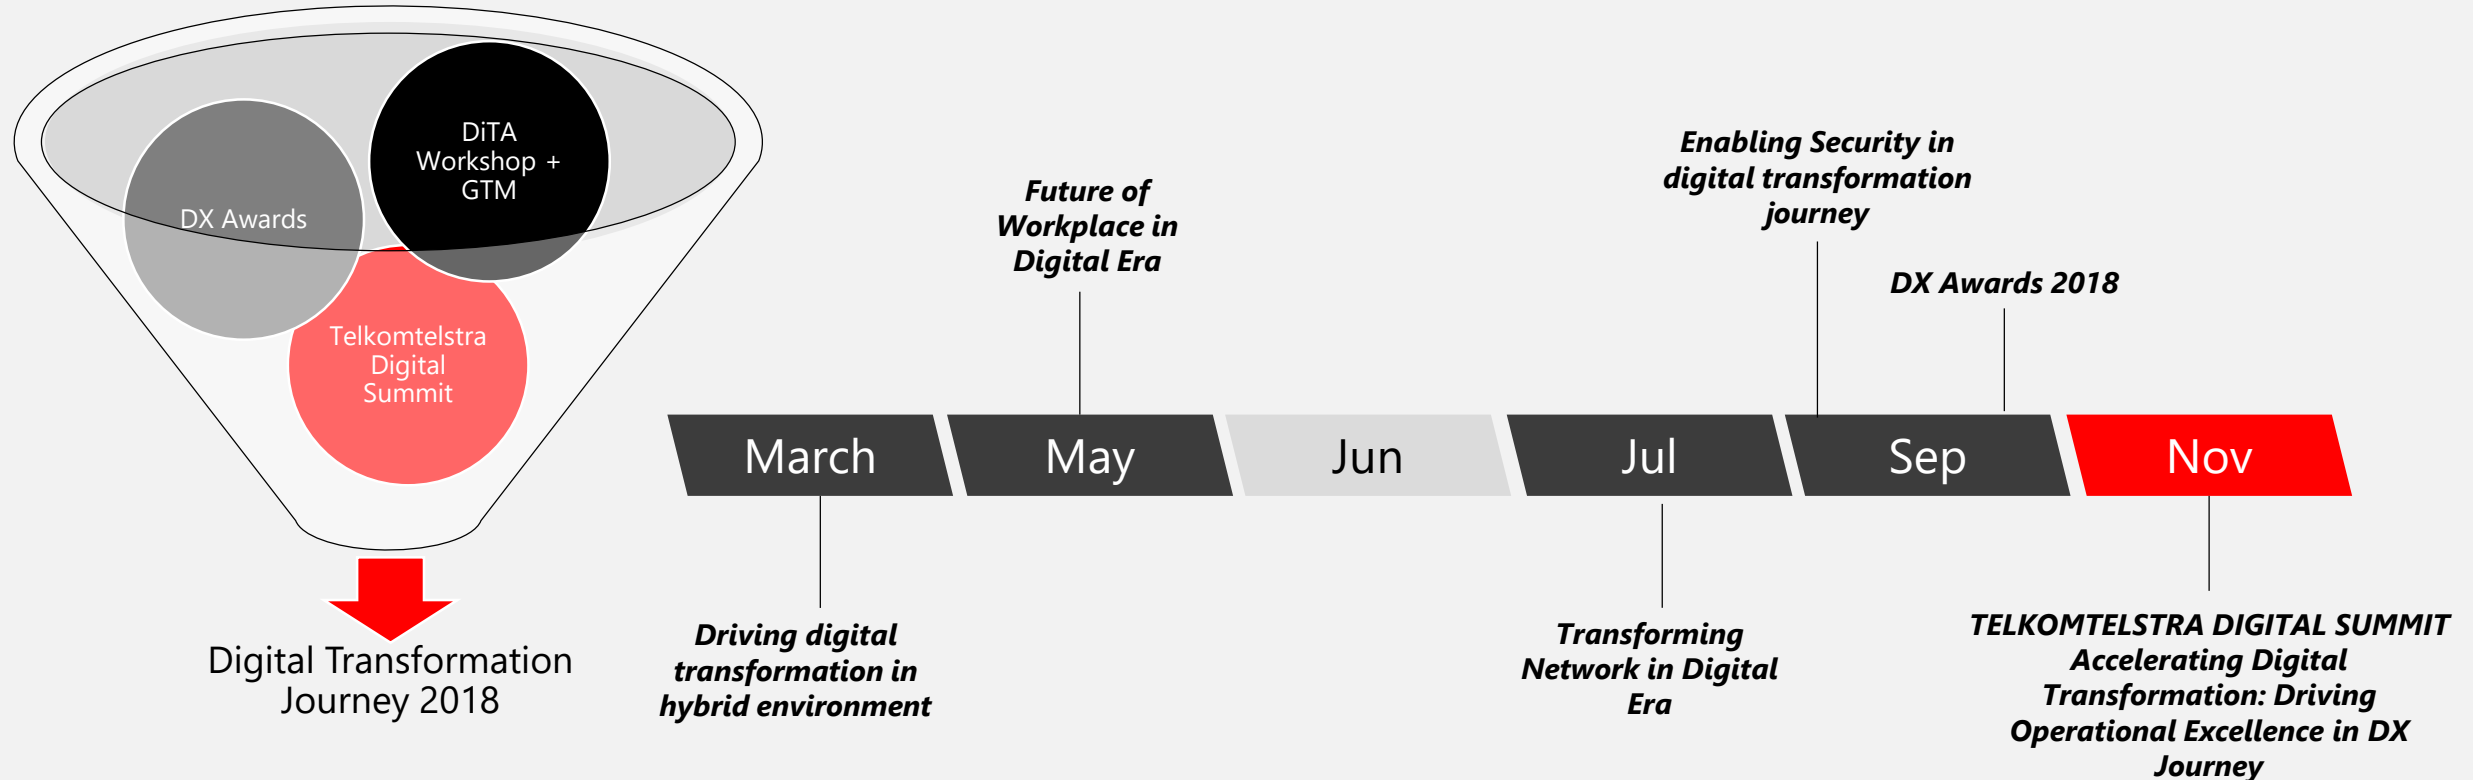 DiTA
Workshop +
GTM
DX Awards
Telkomtelstra
Digital
Summit
Digital Transformation
Journey 2018
Future of
Workplace in
Digital Era
Enabling Security in
digital transformation
journey
DX Awards 2018
March
May
Jun
Jul
Sep
Nov
Driving digital
transformation in
hybrid environment
Transforming
Network in Digital
Era
TELKOMTELSTRA DIGITAL SUMMIT
Accelerating Digital
Transformation: Driving
Operational Excellence in DX
Journey